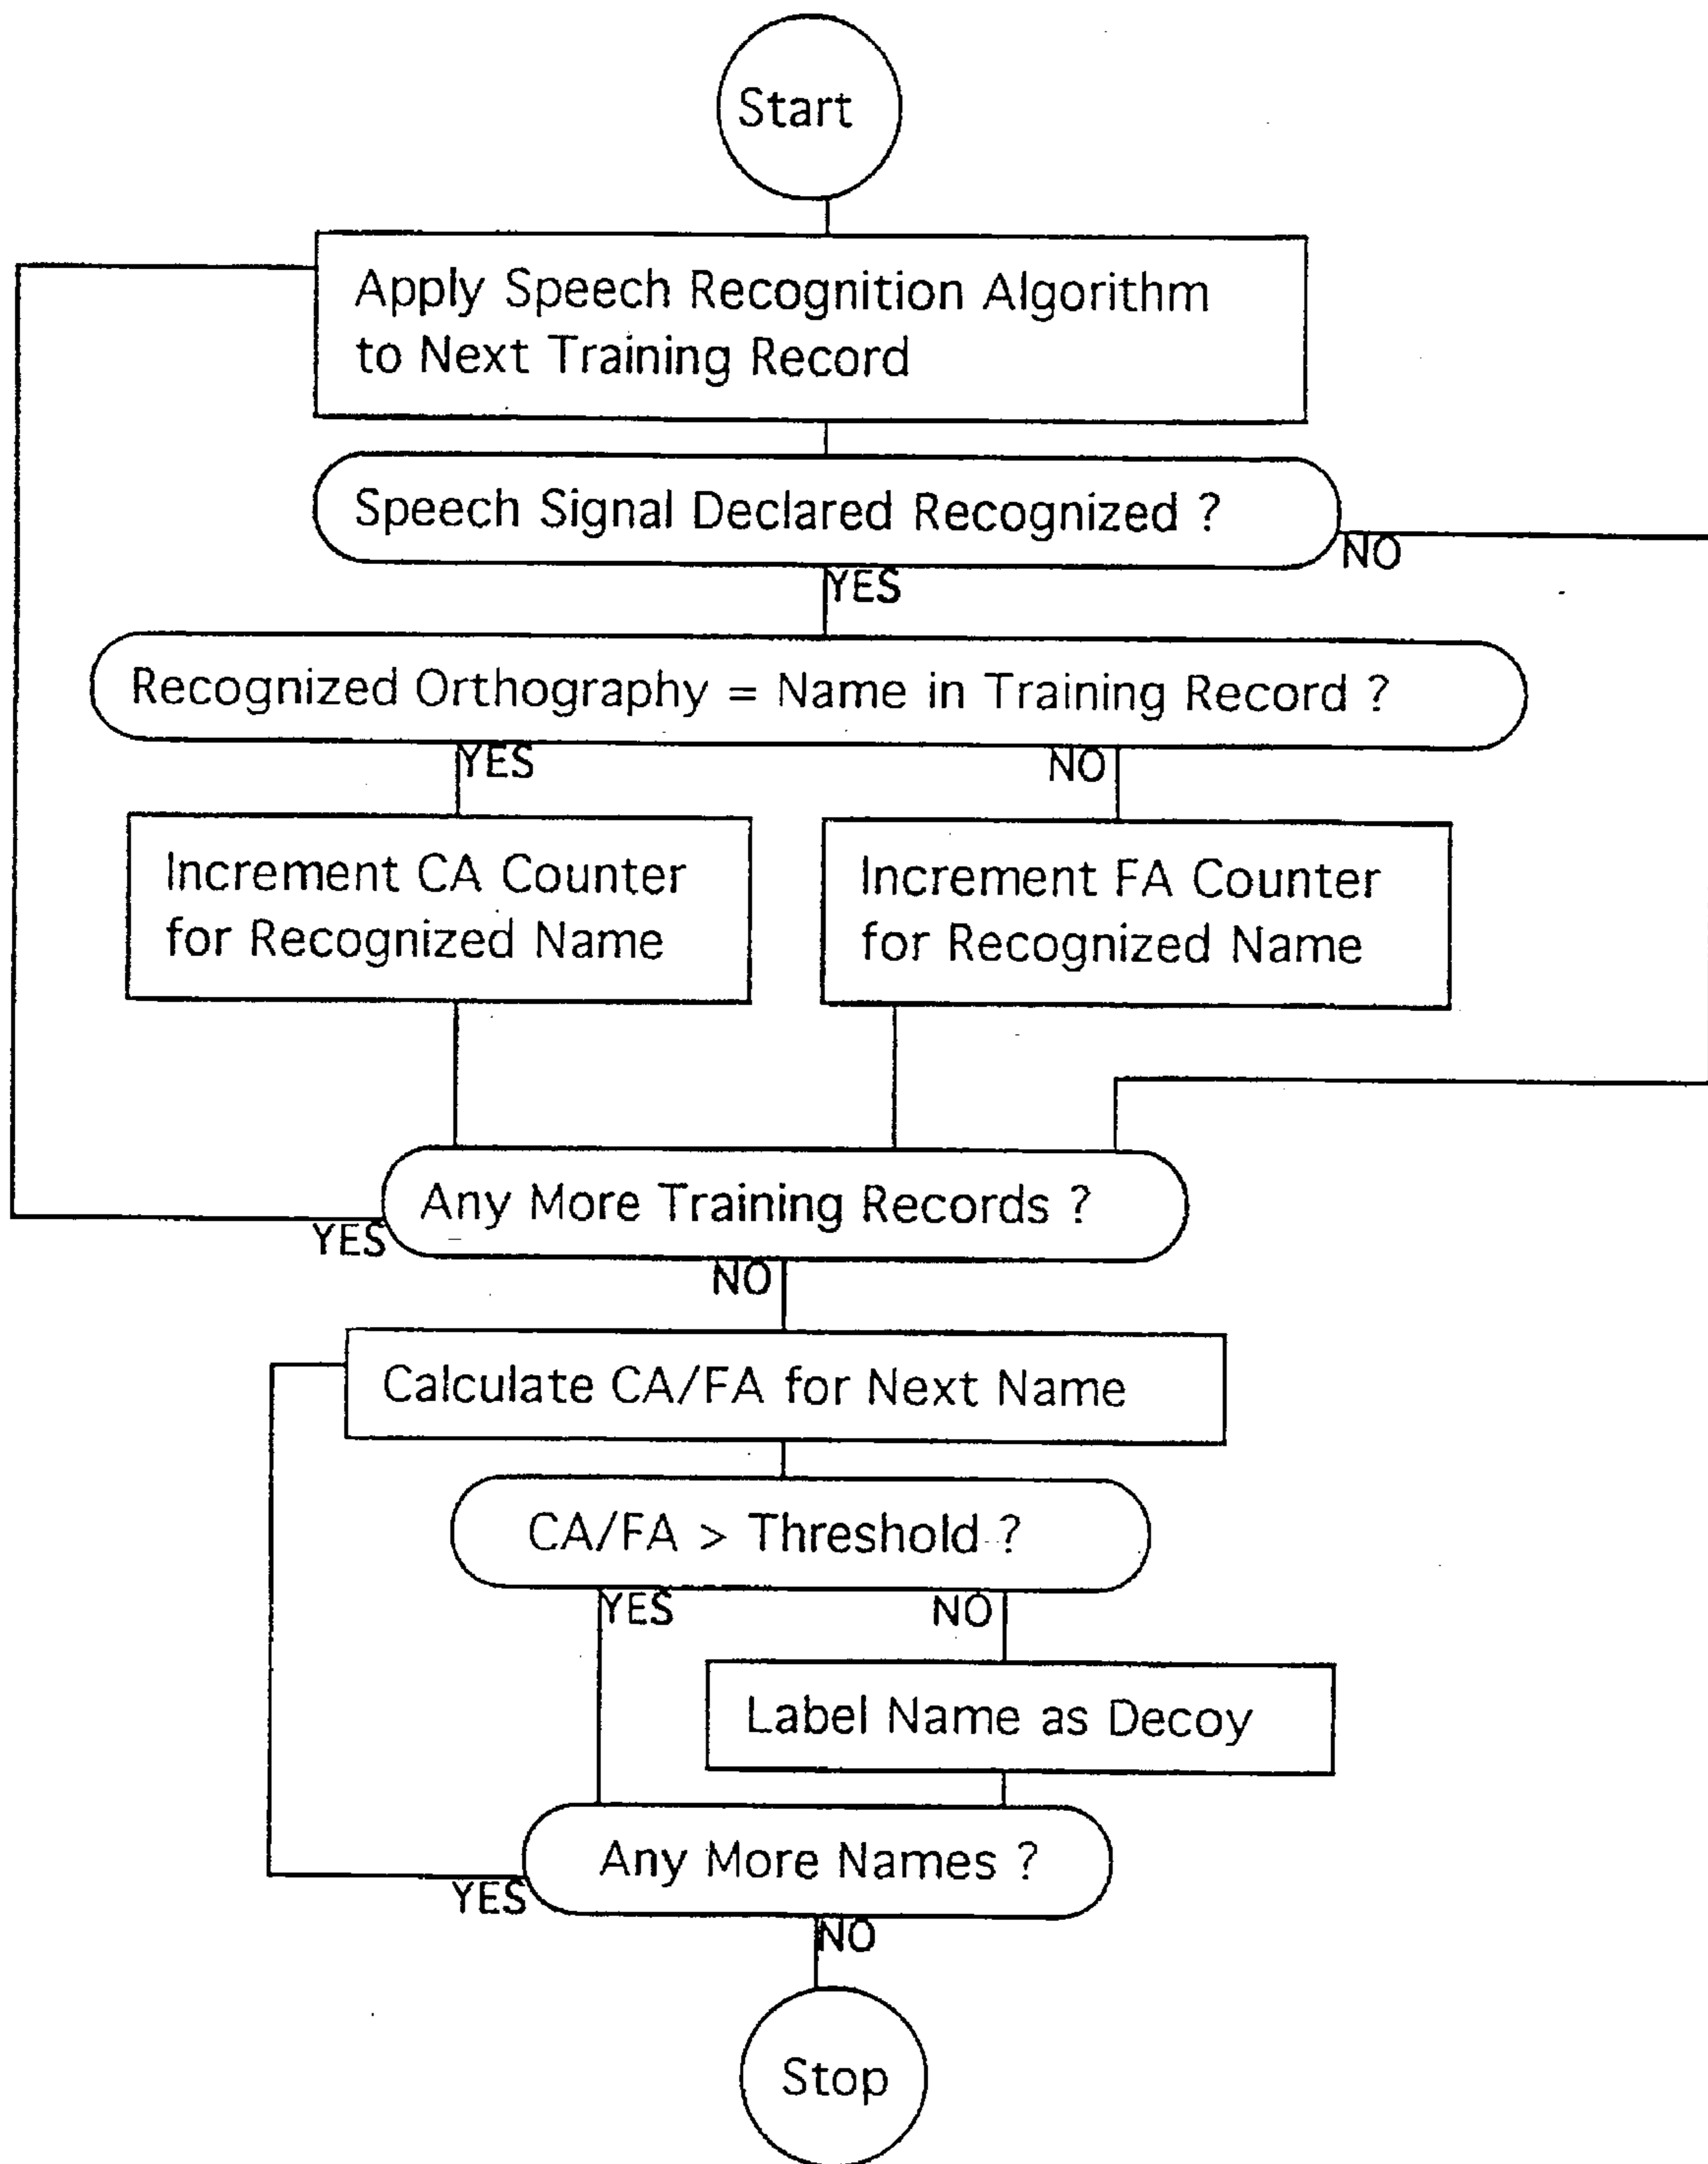 Start
Apply Speech Recognition Algorithm
to Next Training Record
Speech Signal Declared Recognized ?
NO
YES
Recognized Orthography = Name in Training Record ?
YES
NO
Increment CA Counter
for Recognized Name
Increment FA Counter
for Recognized Name
Any More Training Records ?
YES
NO
Calculate CA/FA for Next Name
CA/FA > Threshold ?
YES
NO
Label Name as Decoy
Any More Names ?
YES
NO
Stop